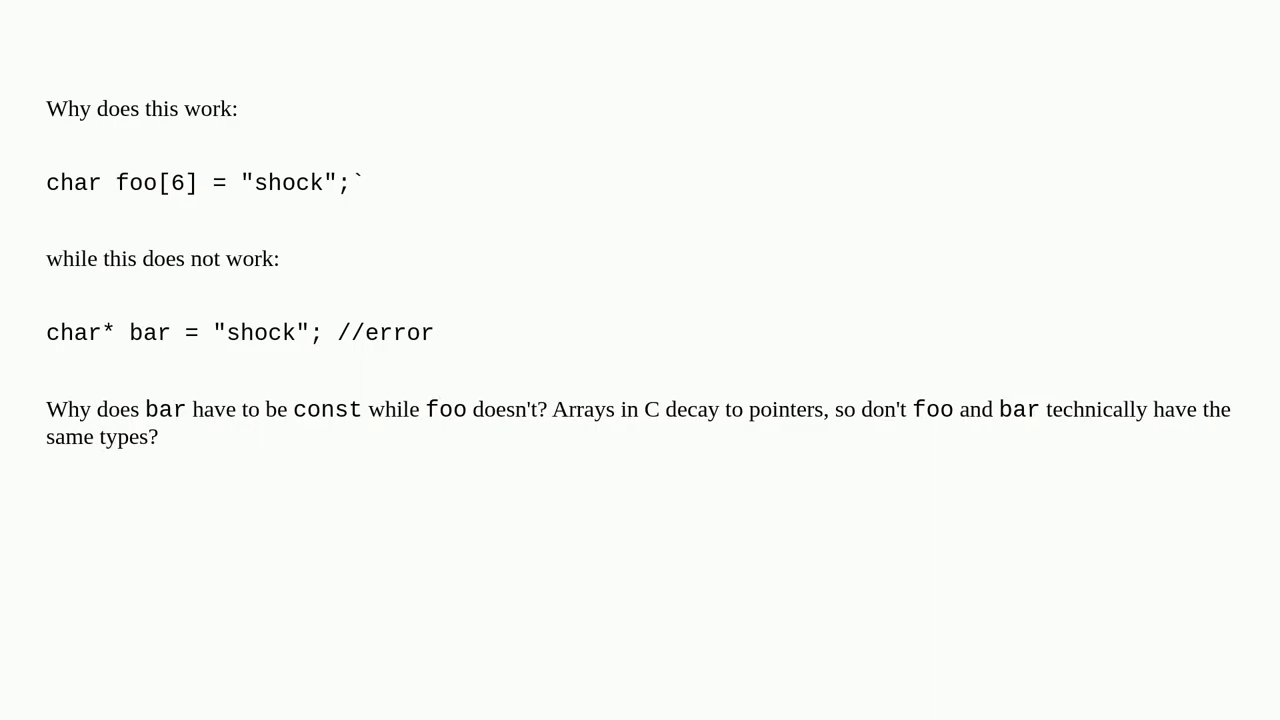 Why does this work:
char foo[6] = "shock";`
while this does not work:
char* bar = "shock"; //error
Why does bar have to be const while foo doesn't? Arrays in C decay to pointers, so don't foo and bar technically have the
same types?